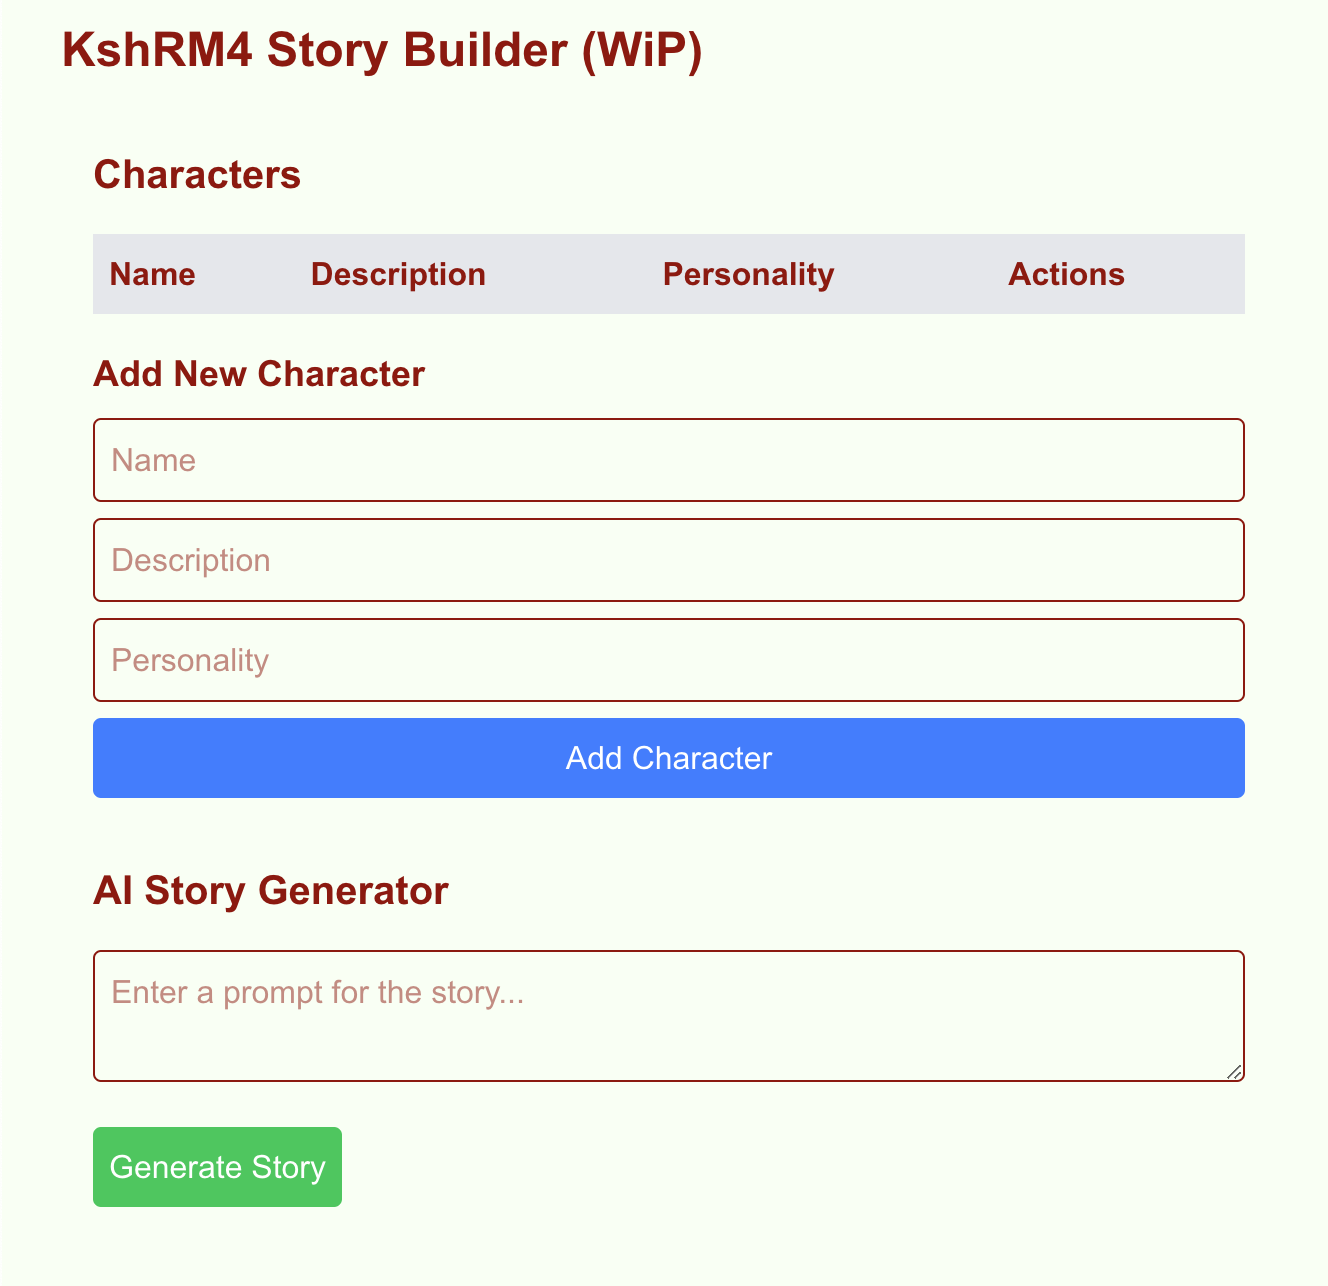 KshRM4 Story Builder (WiP)
Characters
Name Description Personality Actions
Add New Character
Name
Description
Personality
Add Character
AI Story Generator
Enter a prompt for the story...
Generate Story